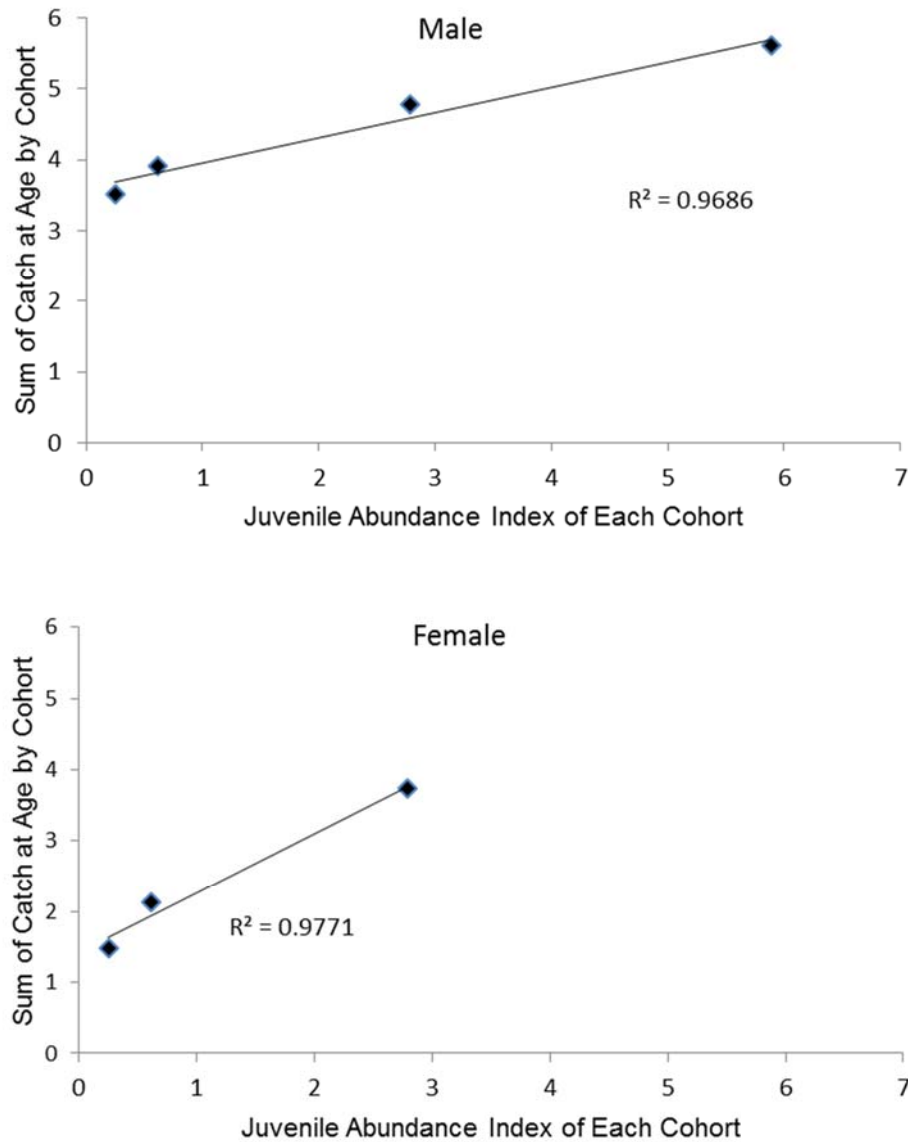 Male
6
5
4
3
2
1
0
Sum of Catch at Age by Cohort
R² = 0.9686
0 1 2 3 4 5 6 7
Juvenile Abundance Index of Each Cohort
Female
6
5
4
3
2
1
0
Sum of Catch at Age by Cohort
R² = 0.9771
0 1 2 3 4 5 6 7
Juvenile Abundance Index of Each Cohort